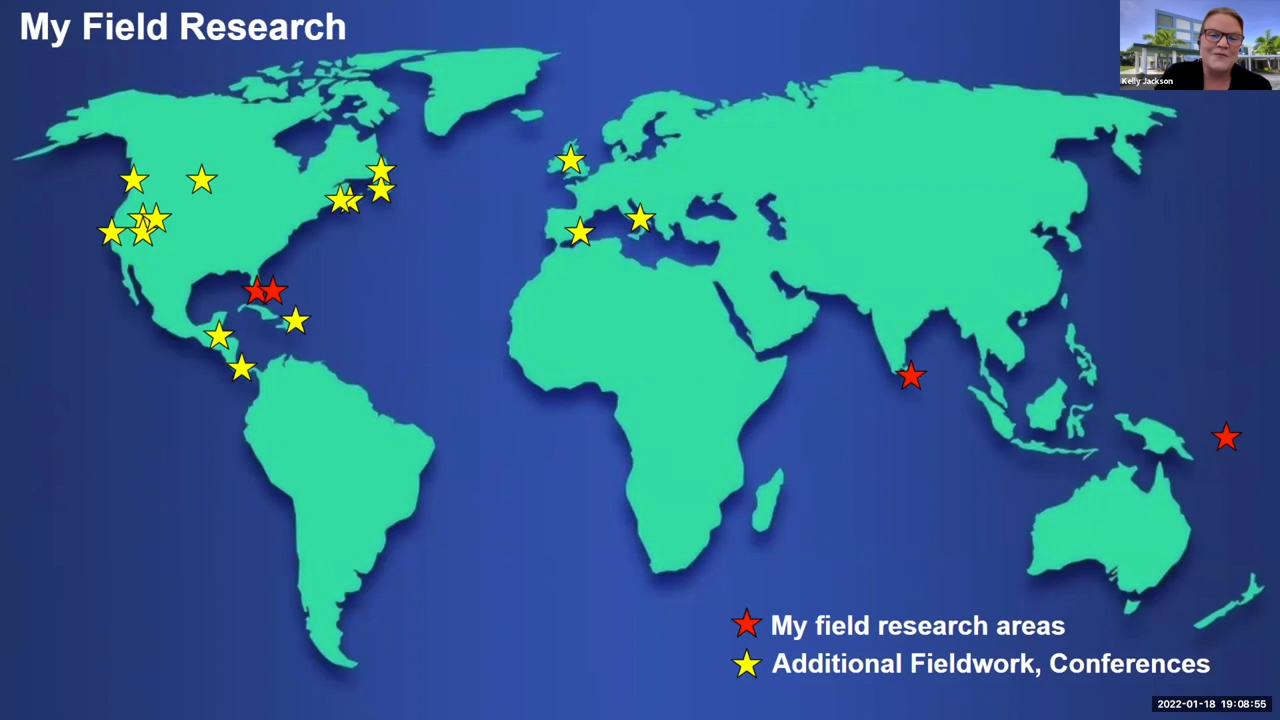 My Field Research
Kelly Jackson
My field research areas
Additional Fieldwork, Conferences
2022-01-18 19:08:55